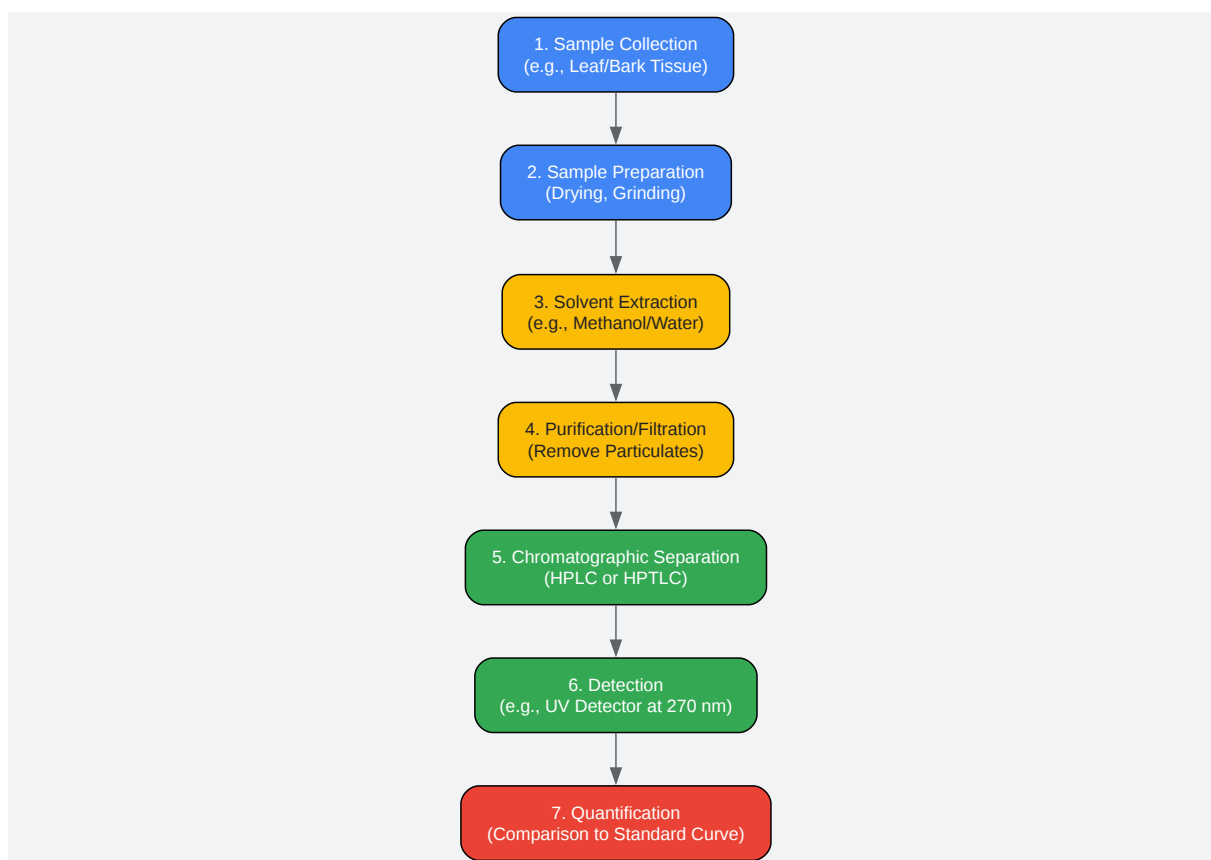 1. Sample Collection
(e.g., Leaf/Bark Tissue)
2. Sample Preparation
(Drying, Grinding)
3. Solvent Extraction
(e.g., Methanol/Water)
4. Purification/Filtration
(Remove Particulates)
5. Chromatographic Separation
(HPLC or HPTLC)
6. Detection
(e.g., UV Detector at 270 nm)
7. Quantification
(Comparison to Standard Curve)